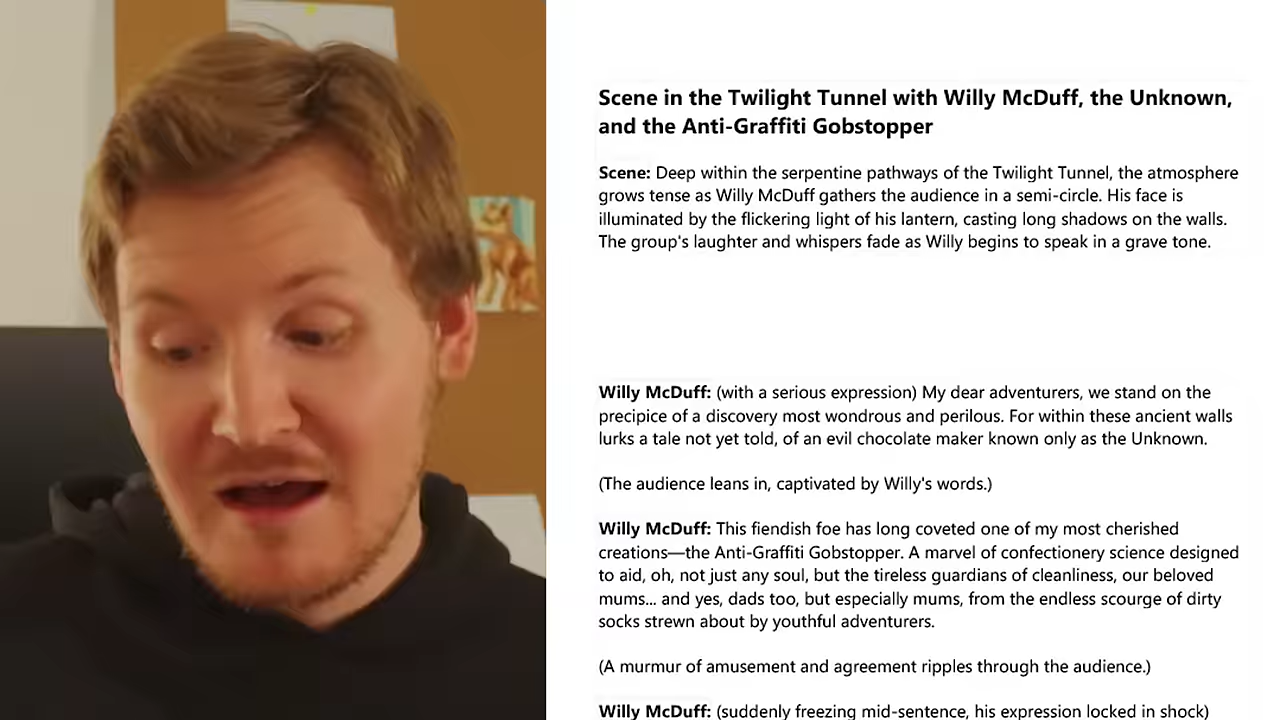 Scene in the Twilight Tunnel with Willy McDuff, the Unknown,
and the Anti-Graffiti Gobstopper
Scene: Deep within the serpentine pathways of the Twilight Tunnel, the atmosphere
grows tense as Willy McDuff gathers the audience in a semi-circle. His face is
illuminated by the flickering light of his lantern, casting long shadows on the walls.
The group's laughter and whispers fade as Willy begins to speak in a grave tone.
Willy McDuff: (with a serious expression) My dear adventurers, we stand on the
precipice of a discovery most wondrous and perilous. For within these ancient walls
lurks a tale not yet told, of an evil chocolate maker known only as the Unknown.
(The audience leans in, captivated by Willy's words.)
Willy McDuff: This fiendish foe has long coveted one of my most cherished
creations—the Anti-Graffiti Gobstopper. A marvel of confectionery science designed
to aid, oh, not just any soul, but the tireless guardians of cleanliness, our beloved
mums... and yes, dads too, but especially mums, from the endless scourge of dirty
socks strewn about by youthful adventurers.
(A murmur of amusement and agreement ripples through the audience.)
Willy McDuff: (suddenly freezing mid-sentence, his expression locked in shock)